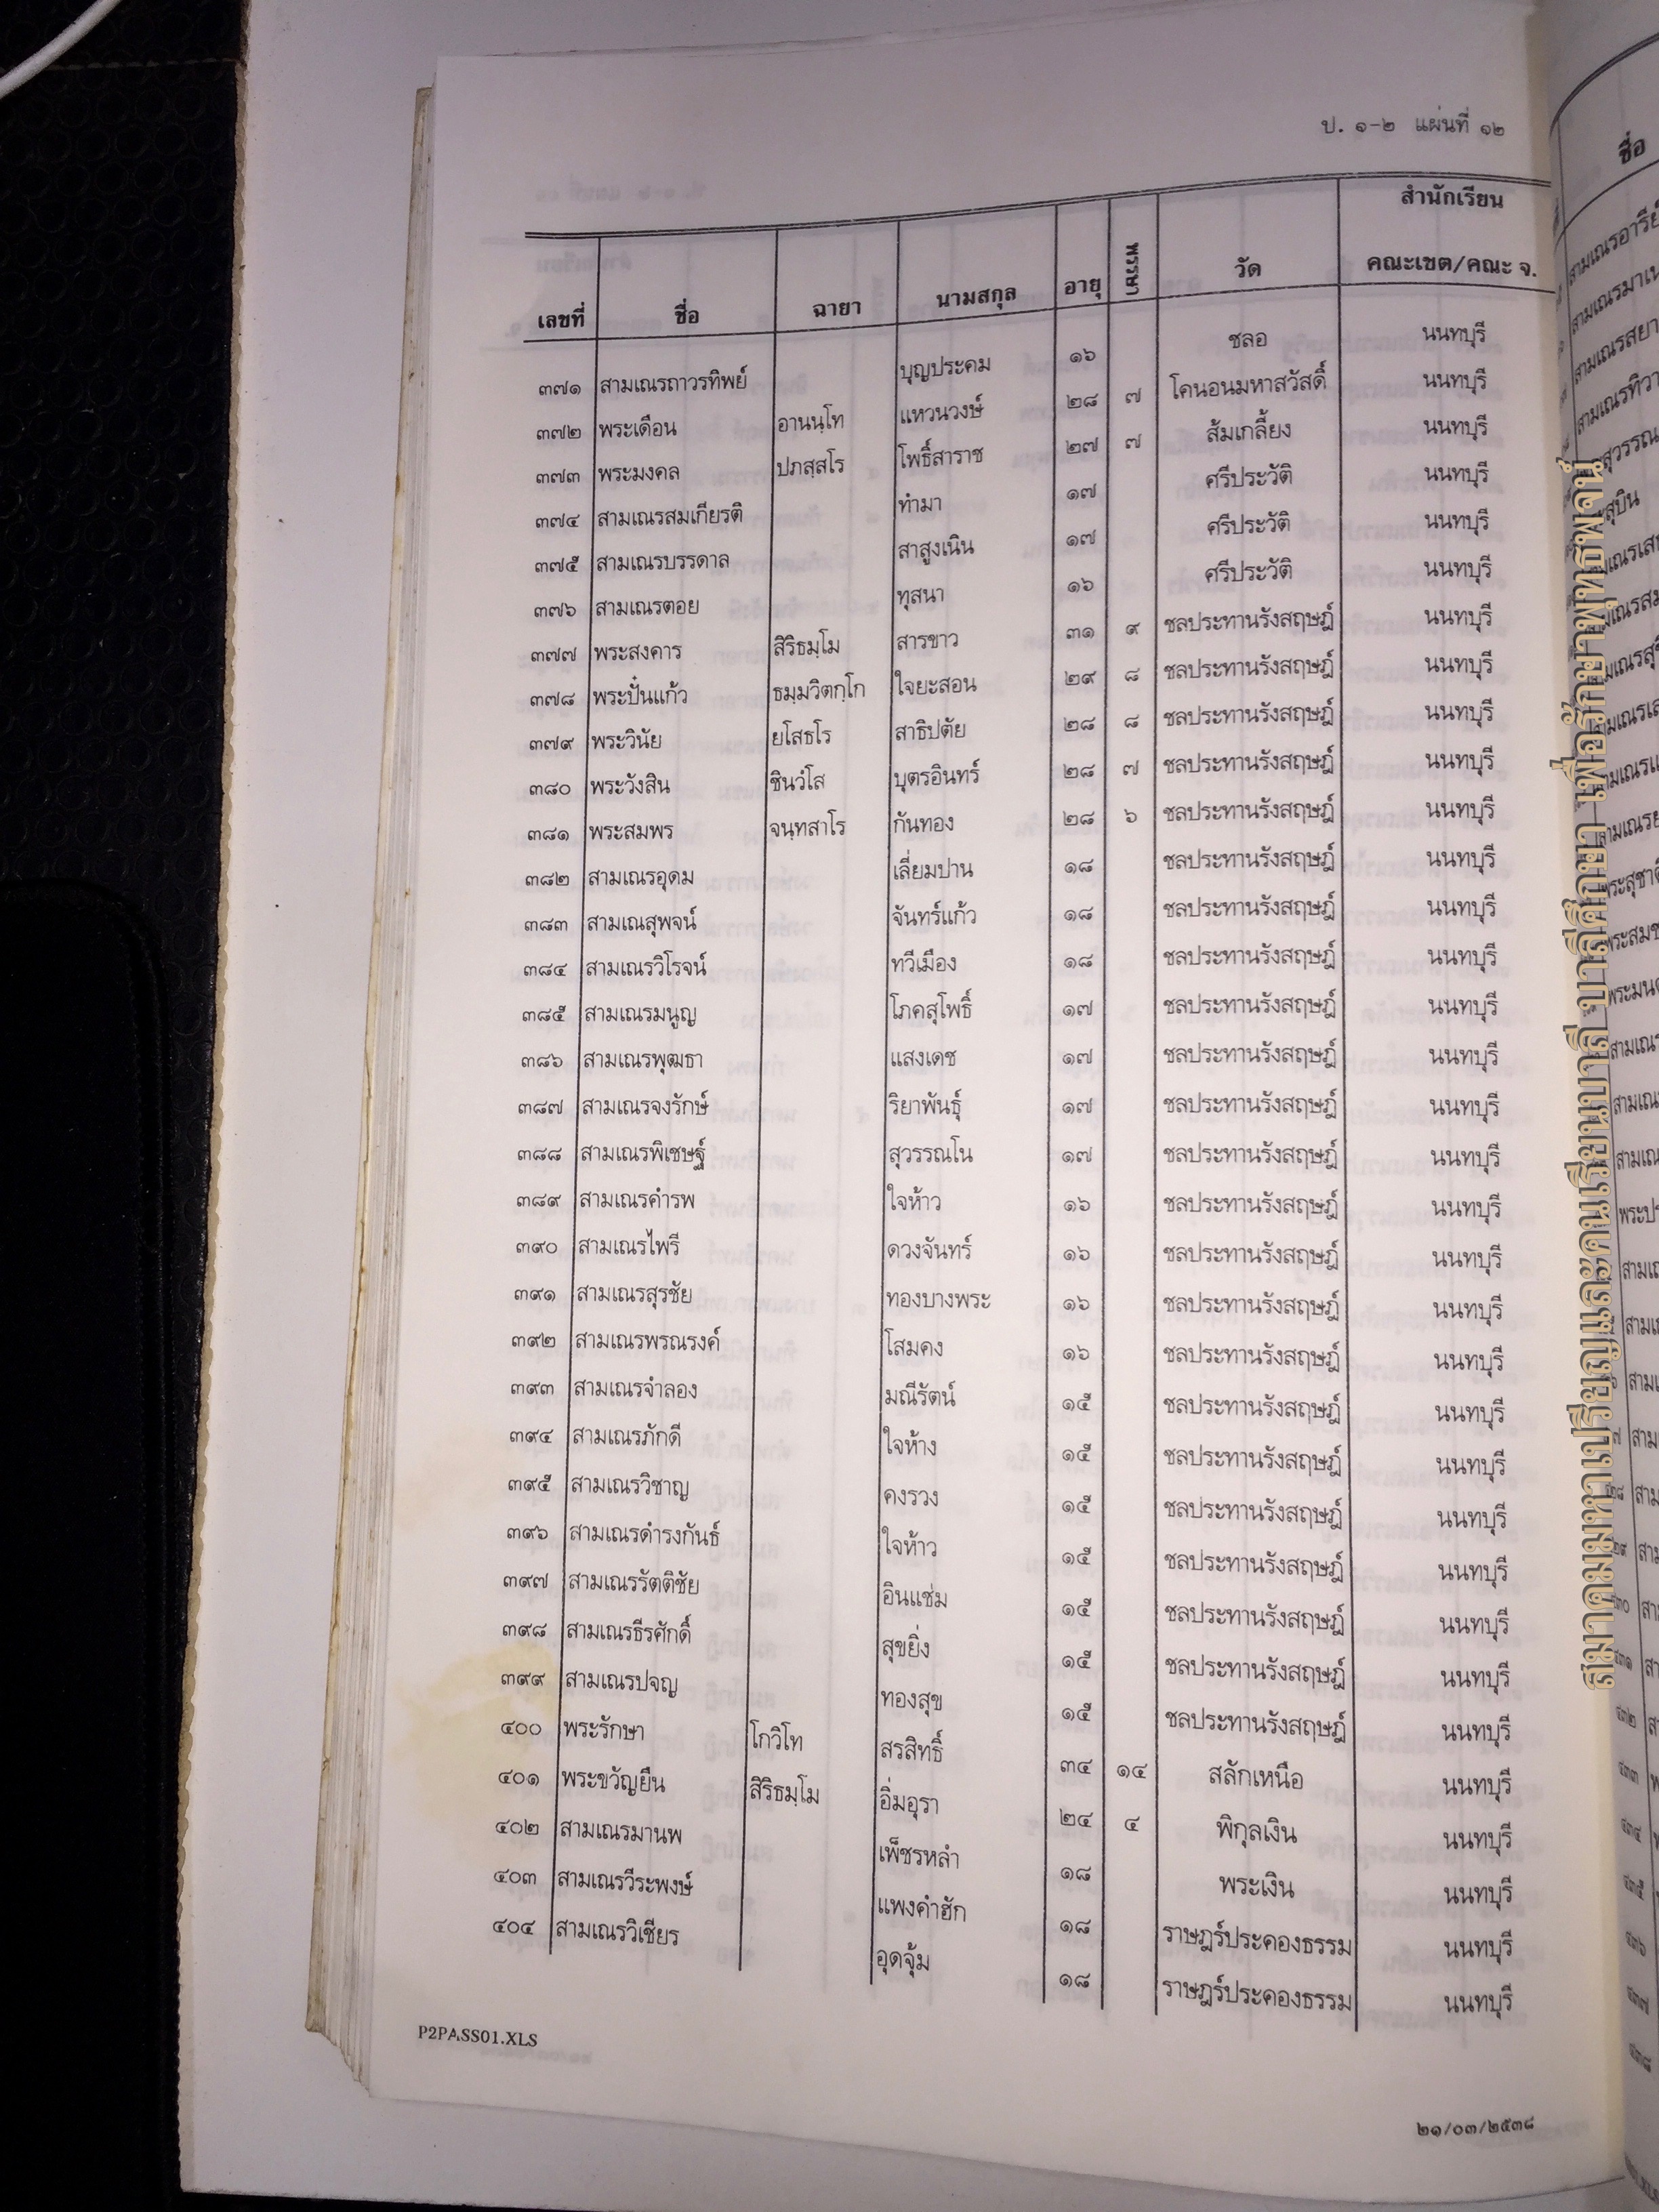 ป. ๑-๒ แผ่นที่ ๑๒
สำนักเรียน
เลขที่ ชื่อ ฉายา นามสกุล อายุ พรรษา วัด คณะเขต/คณะ จ.
๓๗๑ สามเณรถาวรทิพย์ บุญประคม ๑๖ ชลอ นนทบุรี
๓๗๒ พระเดือน อานนฺโท แหวนวงษ์ ๒๘ ๗ โคนอนมหาสวัสดิ์ นนทบุรี
๓๗๓ พระมงคล ปภสฺสโร โพธิ์สาราช ๒๗ ๗ ส้มเกลี้ยง นนทบุรี
๓๗๔ สามเณรสมเกียรติ ทำมา ๑๗ ศรีประวัติ นนทบุรี
๓๗๕ สามเณรบรรดาล สาสูงเนิน ๑๗ ศรีประวัติ นนทบุรี
๓๗๖ สามเณรตอย ทุสนา ๑๖ ศรีประวัติ นนทบุรี
๓๗๗ พระสงคาร สิริธมฺโม สารขาว ๓๑ ๙ ชลประทานรังสฤษฎ์ นนทบุรี
๓๗๘ พระปั่นแก้ว ธมฺมวิตกฺโก ใจยะสอน ๒๙ ๘ ชลประทานรังสฤษฎ์ นนทบุรี
๓๗๙ พระวินัย ยโสธโร สาธิปตัย ๒๘ ๘ ชลประทานรังสฤษฎ์ นนทบุรี
๓๘๐ พระวังสิน ชินวํโส บุตรอินทร์ ๒๘ ๗ ชลประทานรังสฤษฎ์ นนทบุรี
๓๘๑ พระสมพร จนฺทสาโร กันทอง ๒๘ ๖ ชลประทานรังสฤษฎ์ นนทบุรี
๓๘๒ สามเณรอุดม เลี่ยมปาน ๑๘ ชลประทานรังสฤษฎ์ นนทบุรี
๓๘๓ สามเณสุพจน์ จันทร์แก้ว ๑๘ ชลประทานรังสฤษฎ์ นนทบุรี
๓๘๔ สามเณรวิโรจน์ ทวีเมือง ๑๘ ชลประทานรังสฤษฎ์ นนทบุรี
๓๘๕ สามเณรมนูญ โภคสุโพธิ์ ๑๗ ชลประทานรังสฤษฎ์ นนทบุรี
๓๘๖ สามเณรพุฒธา แสงเดช ๑๗ ชลประทานรังสฤษฎ์ นนทบุรี
๓๘๗ สามเณรจงรักษ์ ริยาพันธุ์ ๑๗ ชลประทานรังสฤษฎ์ นนทบุรี
๓๘๘ สามเณรพิเชษฐ์ สุวรรณโน ๑๗ ชลประทานรังสฤษฎ์ นนทบุรี
๓๘๙ สามเณรคำรพ ใจห้าว ๑๖ ชลประทานรังสฤษฎ์ นนทบุรี
๓๙๐ สามเณรไพรี ดวงจันทร์ ๑๖ ชลประทานรังสฤษฎ์ นนทบุรี
๓๙๑ สามเณรสุรชัย ทองบางพระ ๑๖ ชลประทานรังสฤษฎ์ นนทบุรี
๓๙๒ สามเณรพรณรงค์ โสมคง ๑๖ ชลประทานรังสฤษฎ์ นนทบุรี
๓๙๓ สามเณรจำลอง มณีรัตน์ ๑๕ ชลประทานรังสฤษฎ์ นนทบุรี
๓๙๔ สามเณรภักดี ใจห้าง ๑๕ ชลประทานรังสฤษฎ์ นนทบุรี
๓๙๕ สามเณรวิชาญ คงรวง ๑๕ ชลประทานรังสฤษฎ์ นนทบุรี
๓๙๖ สามเณรดำรงกันธ์ ใจห้าว ๑๕ ชลประทานรังสฤษฎ์ นนทบุรี
๓๙๗ สามเณรรัตติชัย อินแช่ม ๑๕ ชลประทานรังสฤษฎ์ นนทบุรี
๓๙๘ สามเณรธีรศักดิ์ สุขยิ่ง ๑๕ ชลประทานรังสฤษฎ์ นนทบุรี
๓๙๙ สามเณรปจญ ทองสุข ๑๕ ชลประทานรังสฤษฎ์ นนทบุรี
๔๐๐ พระรักษา โกวิโท สรสิทธิ์ ๓๔ ๑๔ สลักเหนือ นนทบุรี
๔๐๑ พระขวัญยืน สิริธมฺโม อิ่มอุรา ๒๔ ๔ พิกุลเงิน นนทบุรี
๔๐๒ สามเณรมานพ เพ็ชรหลำ ๑๘ พระเงิน นนทบุรี
๔๐๓ สามเณรวีระพงษ์ แพงคำฮัก ๑๘ ราษฎร์ประคองธรรม นนทบุรี
๔๐๔ สามเณรวิเชียร อุดจุ้ม ๑๘ ราษฎร์ประคองธรรม นนทบุรี
P2PASS01.XLS
๒๑/๐๓/๒๕๓๘
สมาคมมหาเปรียญและคนเรียนบาลี บาลีศึกษา เพื่อรักษาพุทธพจน์
ชื่อ